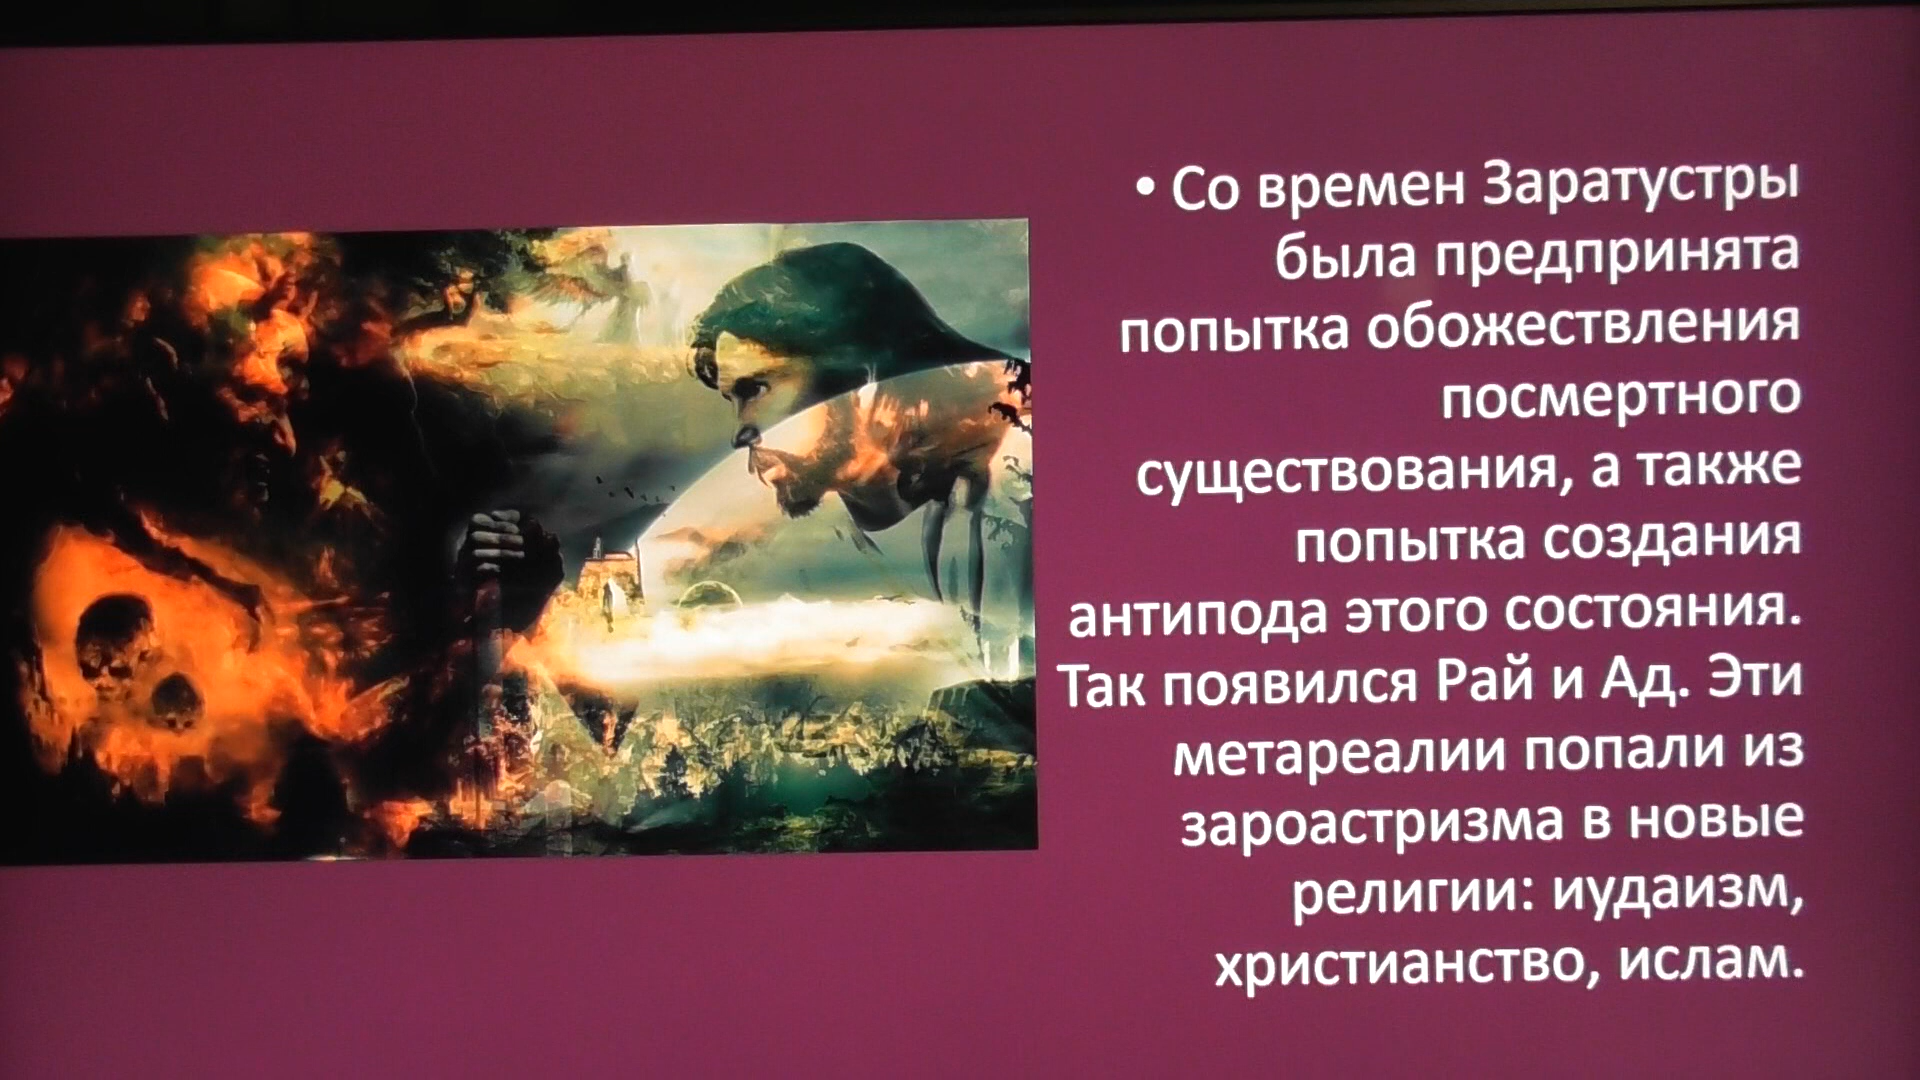 • Со времен Заратустры
была предпринята
попытка обожествления
посмертного
существования, а также
попытка создания
антипода этого состояния.
Так появился Рай и Ад. Эти
метареалии попали из
зароастризма в новые
религии: иудаизм,
христианство, ислам.